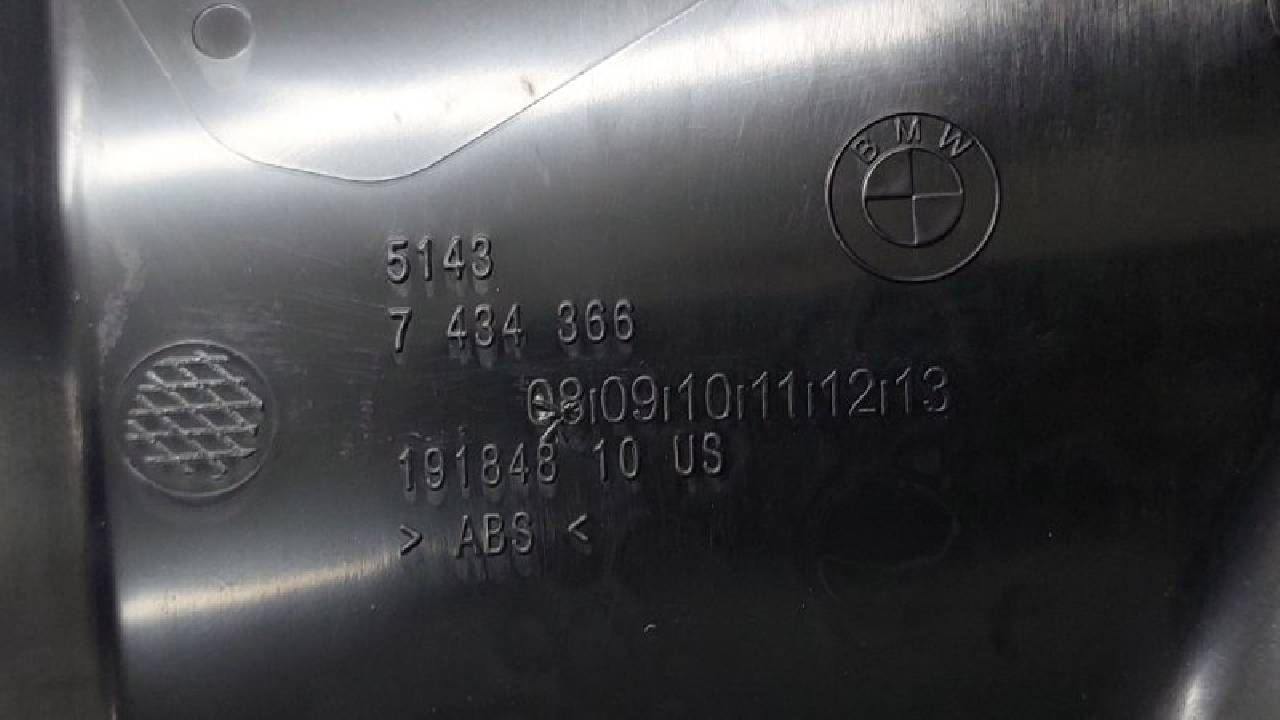 BMW
5143
7 434 366
08|09|10|11|12|13
191848 10 US
> ABS <